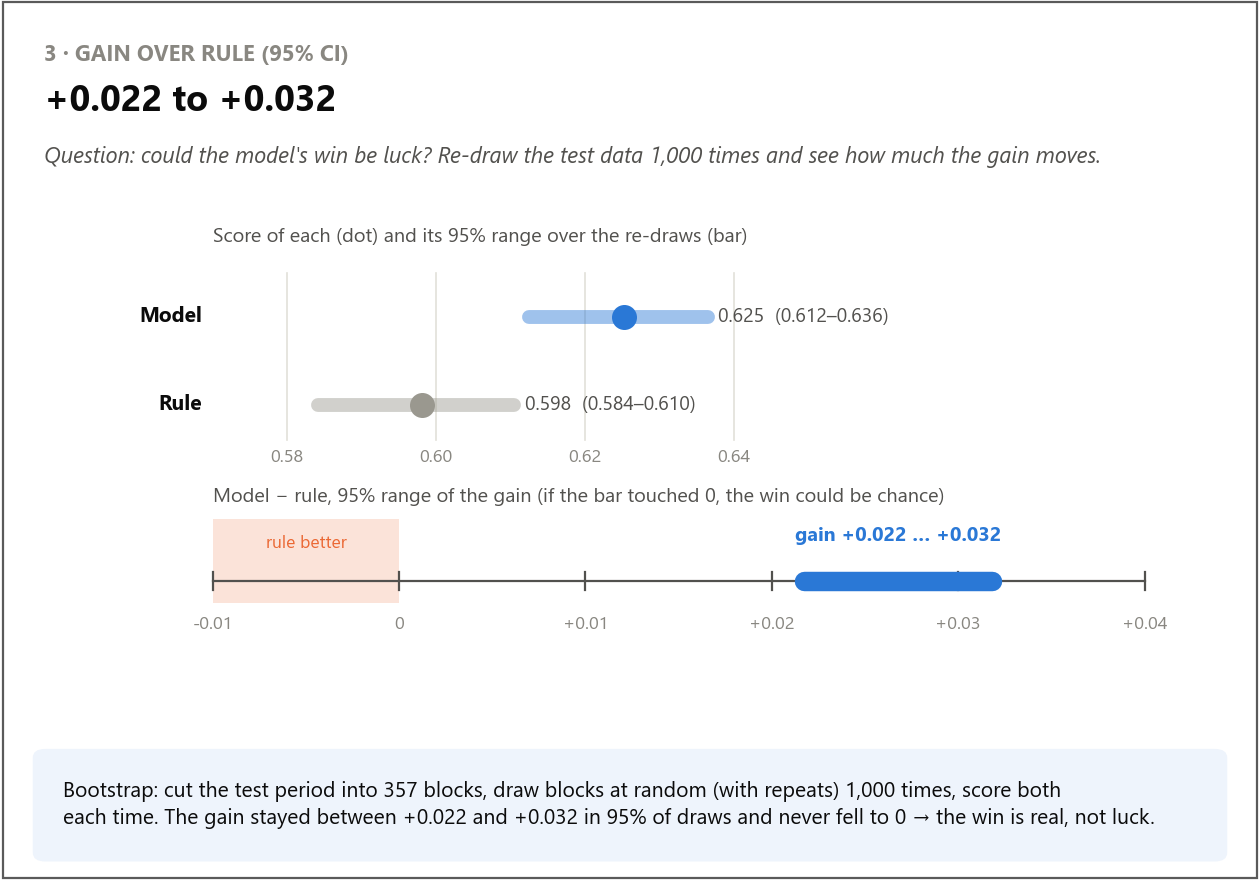 3 · GAIN OVER RULE (95% CI)
+0.022 to +0.032
Question: could the model's win be luck? Re-draw the test data 1,000 times and see how much the gain moves.
Score of each (dot) and its 95% range over the re-draws (bar)
Model
0.625 (0.612–0.636)
Rule
0.598 (0.584–0.610)
0.58 0.60 0.62 0.64
Model − rule, 95% range of the gain (if the bar touched 0, the win could be chance)
rule better
gain +0.022 ... +0.032
-0.01 0 +0.01 +0.02 +0.03 +0.04
Bootstrap: cut the test period into 357 blocks, draw blocks at random (with repeats) 1,000 times, score both
each time. The gain stayed between +0.022 and +0.032 in 95% of draws and never fell to 0 → the win is real, not luck.